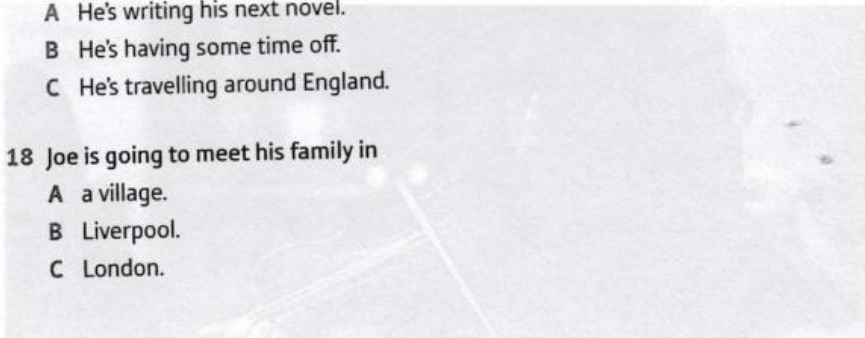 A He's writing his next novel.
B He's having some time off.
C He's travelling around England.
18 Joe is going to meet his family in
A a village.
B Liverpool.
C London.